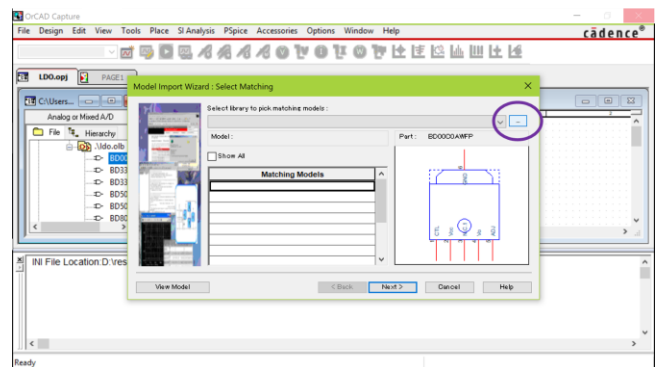 OrCAD Capture
File Design Edit View Tools Place SI Analysis PSpice Accessories Options Window Help
cādence®
LDO.opj PAGE1
C:\Users...
Analog or Mixed A/D
File Hierarchy
.\ldo.olb
BD00
BD33
BD33
BD50
BD50
BD80
Model Import Wizard : Select Matching
Select library to pick matching models :
Model :
Part : BD00C0AWFP
Show All
Matching Models
GND
CTL Vcc N.C. Vo ADJ
View Model < Back Next > Cancel Help
INI File Location:D:\res
Ready